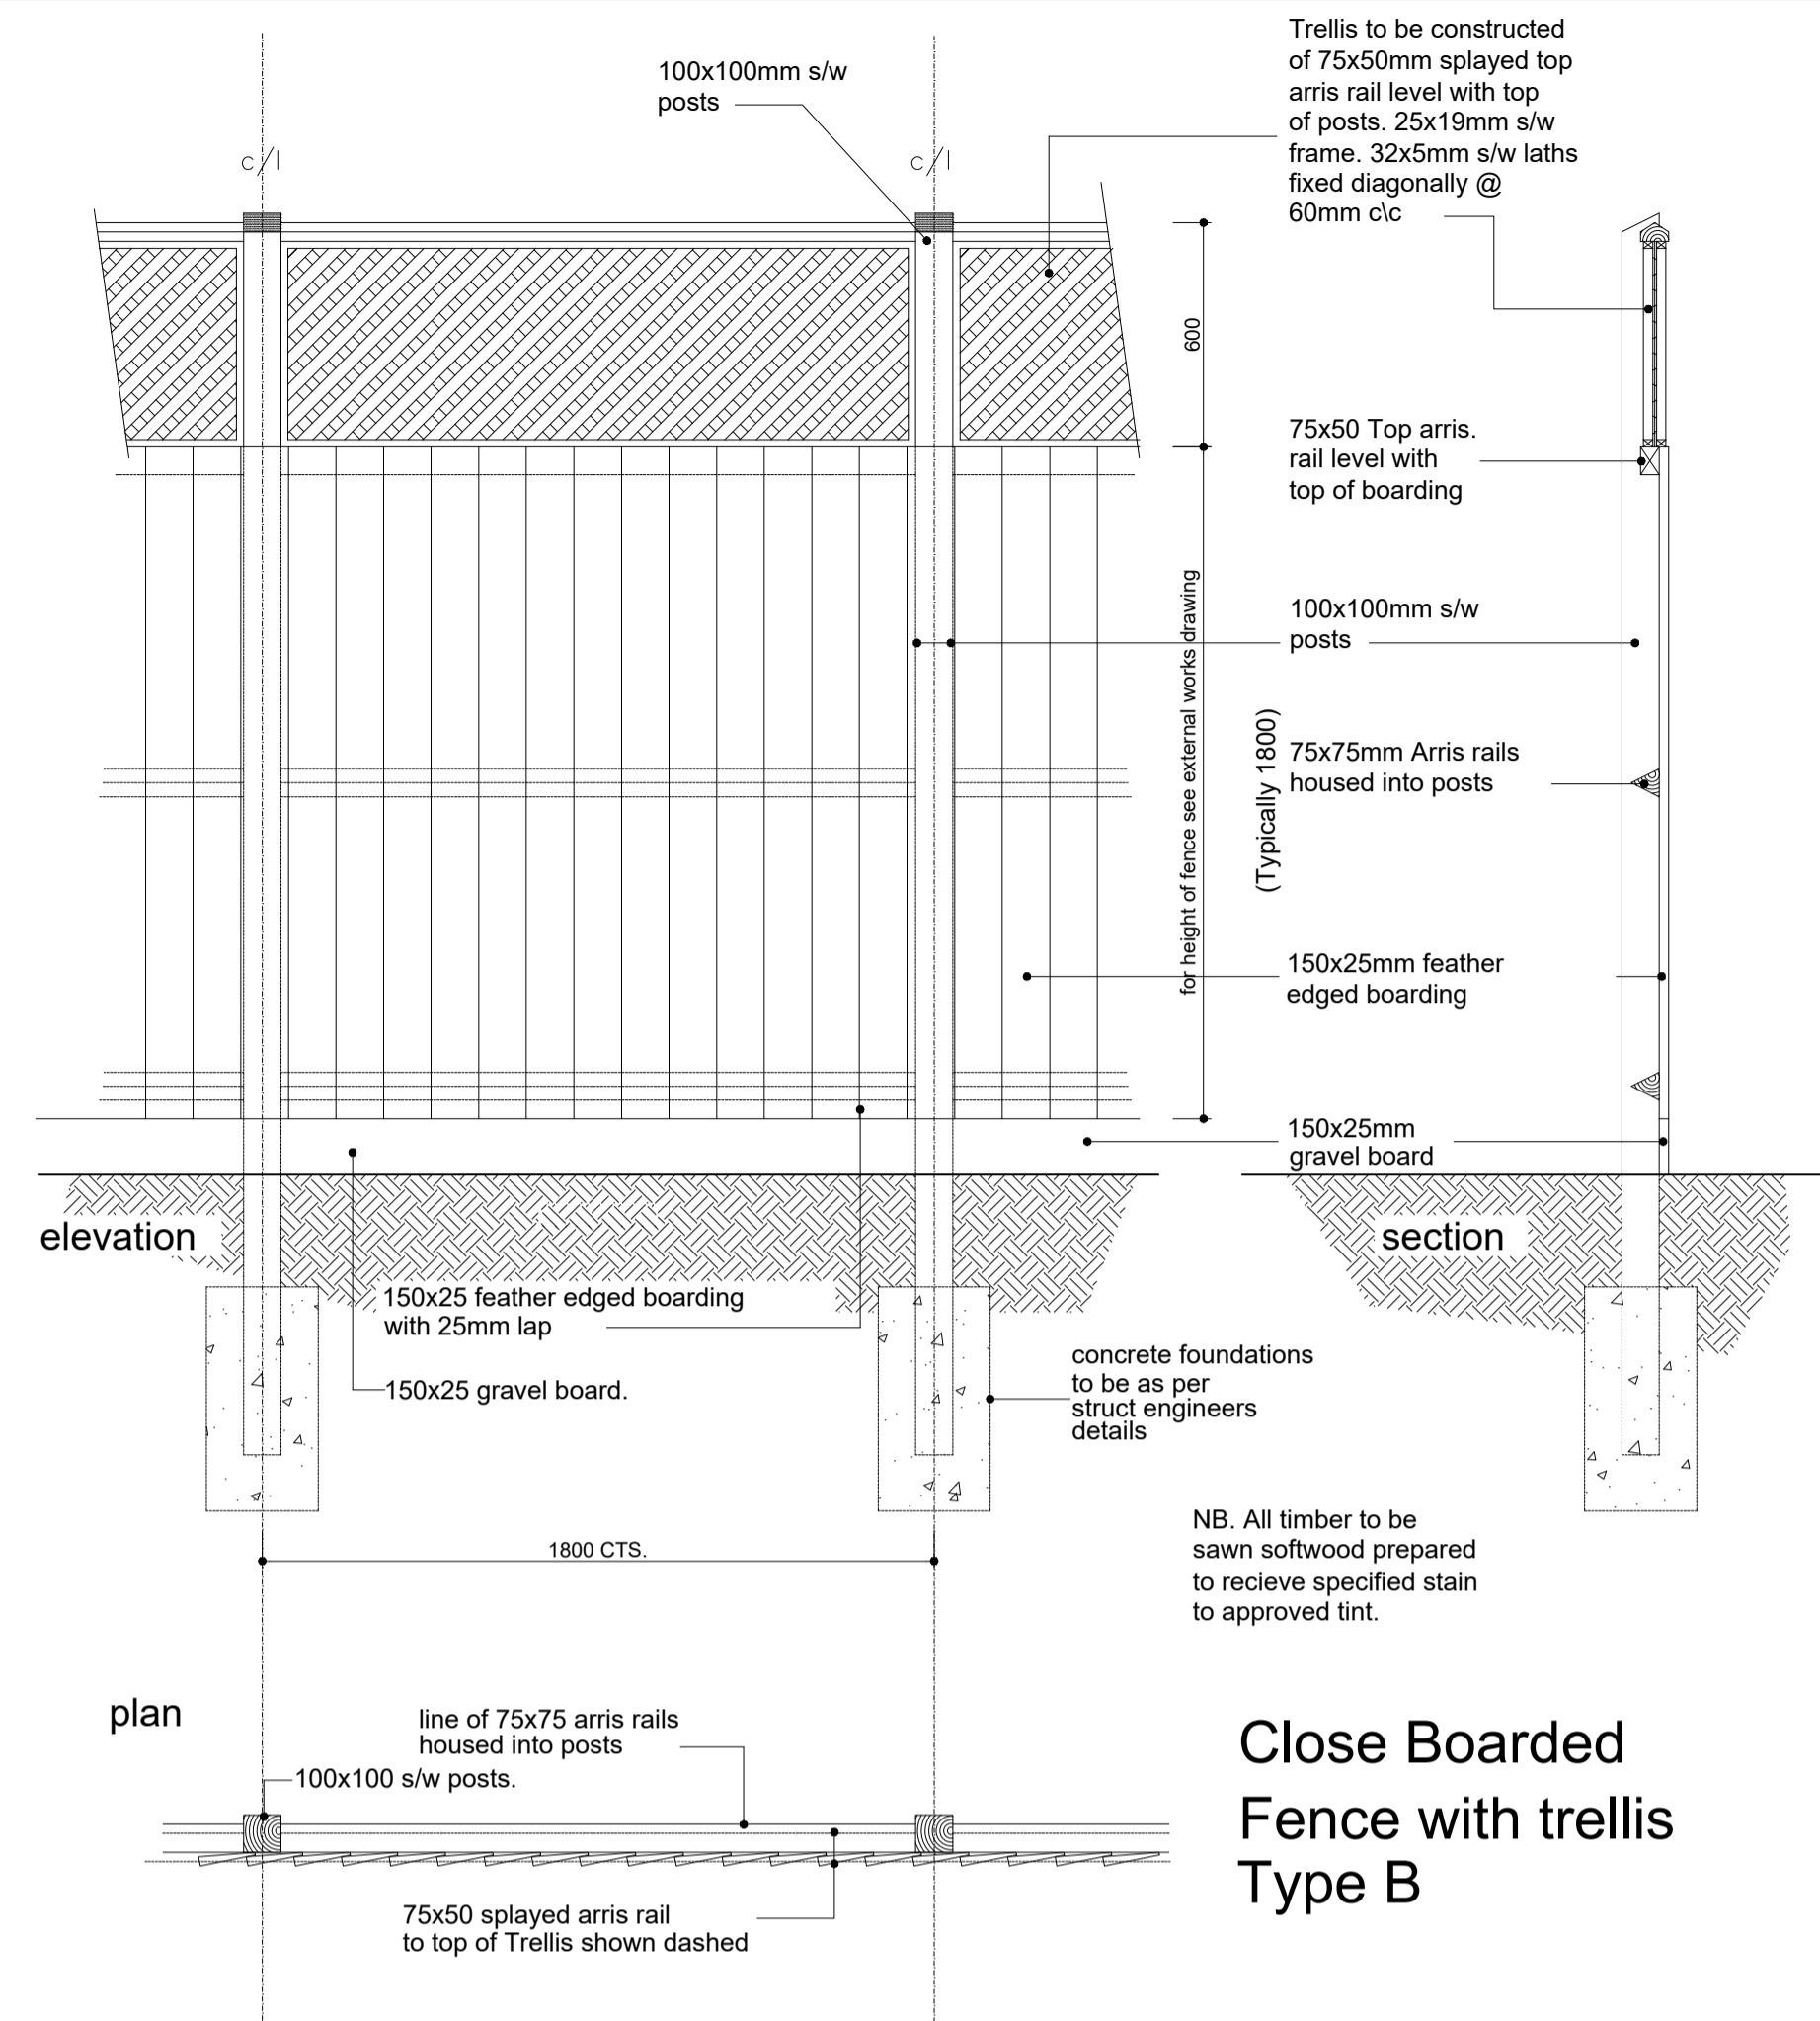 100x100mm s/w
posts
Trellis to be constructed
of 75x50mm splayed top
arris rail level with top
of posts. 25x19mm s/w
frame. 32x5mm s/w laths
fixed diagonally @
60mm c\c
c/l
c/l
600
75x50 Top arris.
rail level with
top of boarding
100x100mm s/w
posts
for height of fence see external works drawing
(Typically 1800)
75x75mm Arris rails
housed into posts
150x25mm feather
edged boarding
150x25mm
gravel board
elevation
section
150x25 feather edged boarding
with 25mm lap
150x25 gravel board.
concrete foundations
to be as per
struct engineers
details
1800 CTS.
NB. All timber to be
sawn softwood prepared
to recieve specified stain
to approved tint.
plan
line of 75x75 arris rails
housed into posts
100x100 s/w posts.
75x50 splayed arris rail
to top of Trellis shown dashed
Close Boarded
Fence with trellis
Type B